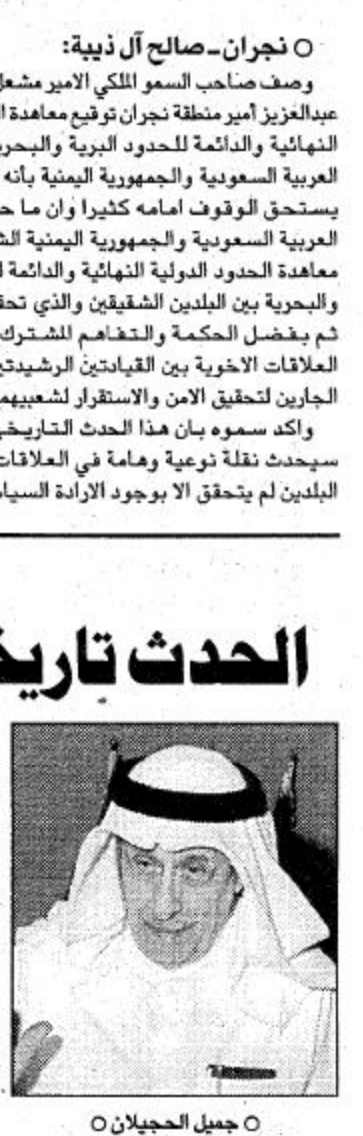 ○ نجران ـ صالح آل ذيبة:
وصف صاحب السمو الملكي الامير مشعل
عبدالعزيز أمير منطقة نجران توقيع معاهدة ال
النهائية والدائمة للحدود البرية والبحري
العربية السعودية والجمهورية اليمنية بأنه
يستحق الوقوف امامه كثيرا وان ما ح
العربية السعودية والجمهورية اليمنية الش
معاهدة الحدود الدولية النهائية والدائمة ل
والبحرية بين البلدين الشقيقين والذي تحق
ثم بفضل الحكمة والتفاهم المشترك
العلاقات الاخوية بين القيادتين الرشيدتي
الجارين لتحقيق الامن والاستقرار لشعبيهم
واكد سموه بان هذا الحدث التاريخي
سيحدث نقلة نوعية وهامة في العلاقات
البلدين لم يتحقق الا بوجود الارادة السيا
الحدث تاريخ
○ جميل الحجيلان ○